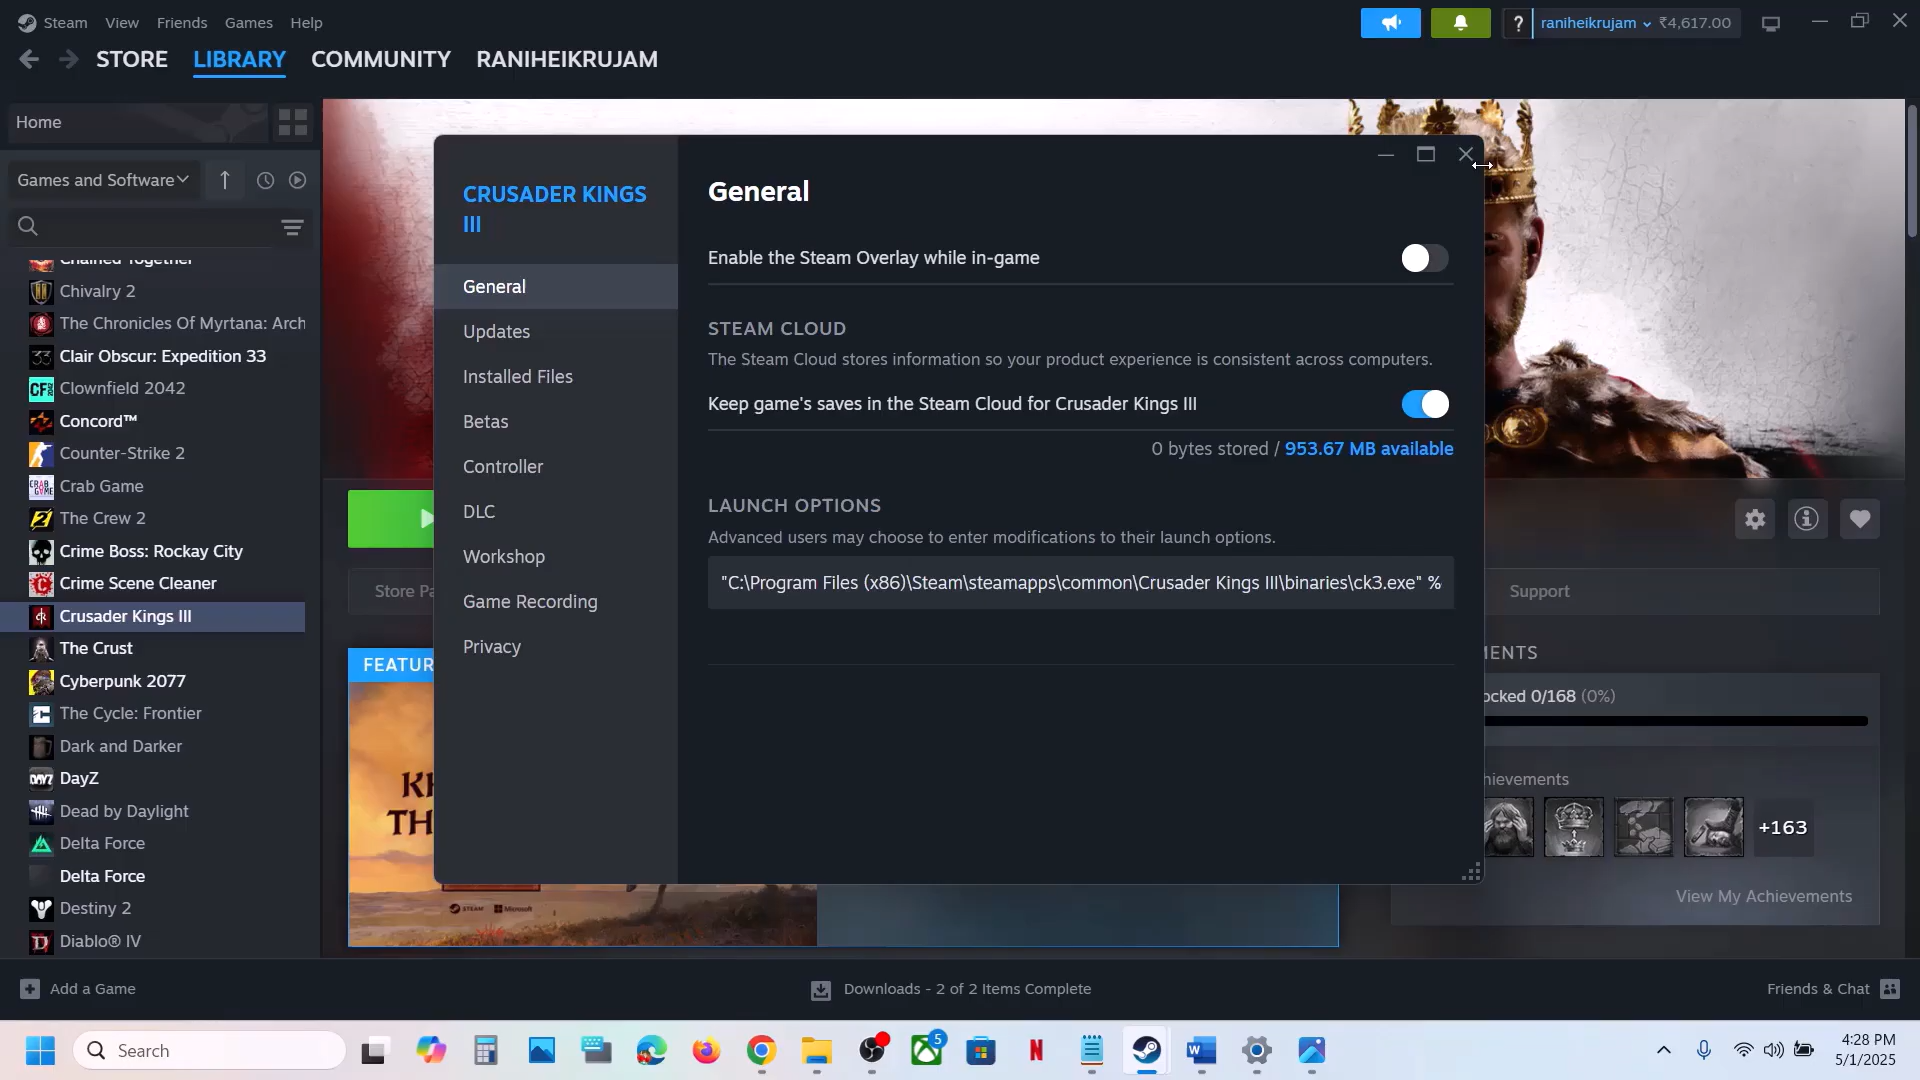 Steam
View
Friends
Games
Help
?
raniheikrujam
₹4,617.00
STORE
LIBRARY
COMMUNITY
RANIHEIKRUJAM
Home
Games and Software
Chained Together
Chivalry 2
The Chronicles Of Myrtana: Arch
Clair Obscur: Expedition 33
Clownfield 2042
Concord™
Counter-Strike 2
Crab Game
The Crew 2
Crime Boss: Rockay City
Crime Scene Cleaner
Crusader Kings III
The Crust
Cyberpunk 2077
The Cycle: Frontier
Dark and Darker
DayZ
Dead by Daylight
Delta Force
Delta Force
Destiny 2
Diablo® IV
CRUSADER KINGS
III
General
Updates
Installed Files
Betas
Controller
DLC
Workshop
Game Recording
Privacy
General
Enable the Steam Overlay while in-game
STEAM CLOUD
The Steam Cloud stores information so your product experience is consistent across computers.
Keep game's saves in the Steam Cloud for Crusader Kings III
0 bytes stored / 953.67 MB available
LAUNCH OPTIONS
Advanced users may choose to enter modifications to their launch options.
"C:\Program Files (x86)\Steam\steamapps\common\Crusader Kings III\binaries\ck3.exe" %
Store Pa
FEATUR
KH
TH
STEAM
Microsoft
Support
MENTS
ocked 0/168 (0%)
hievements
+163
View My Achievements
Add a Game
Downloads - 2 of 2 Items Complete
Friends & Chat
Search
5
4:28 PM
5/1/2025